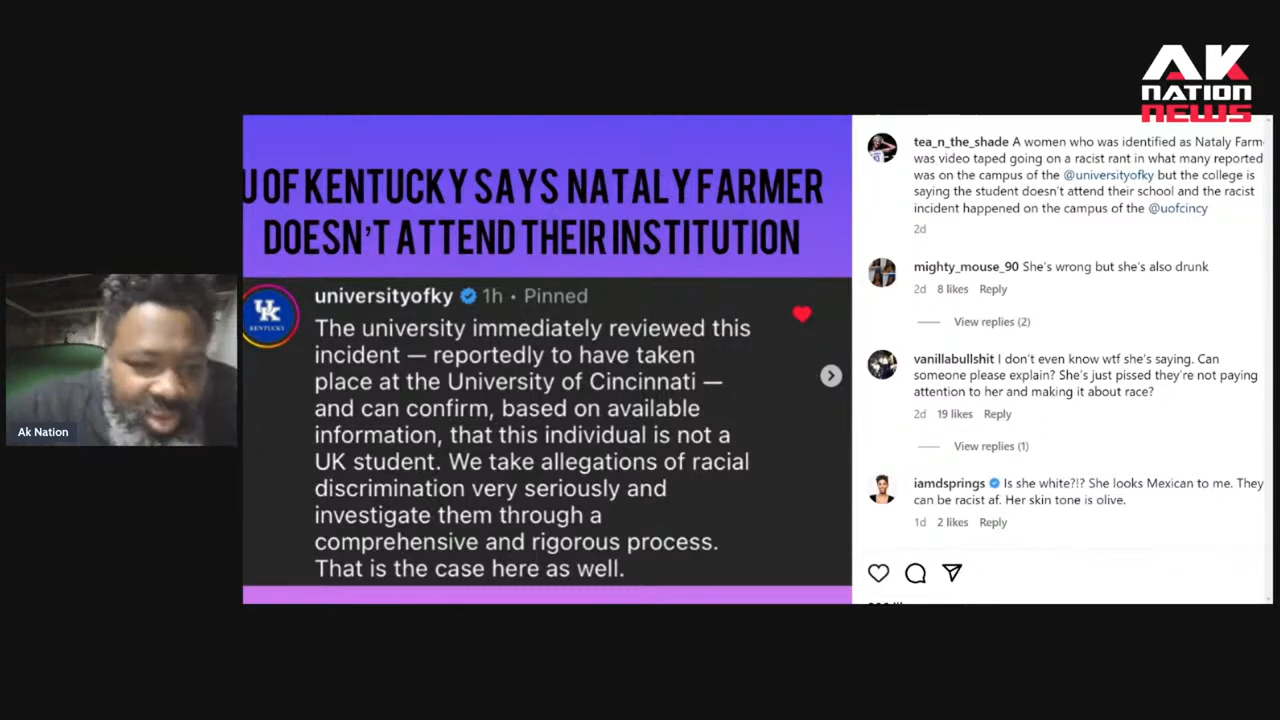 AK
NATION
NEWS
U OF KENTUCKY SAYS NATALY FARMER
DOESN'T ATTEND THEIR INSTITUTION
UK
KENTUCKY
universityofky 1h • Pinned
The university immediately reviewed this
incident — reportedly to have taken
place at the University of Cincinnati —
and can confirm, based on available
information, that this individual is not a
UK student. We take allegations of racial
discrimination very seriously and
investigate them through a
comprehensive and rigorous process.
That is the case here as well.
tea_n_the_shade A women who was identified as Nataly Farm
was video taped going on a racist rant in what many reported
was on the campus of the @universityofky but the college is
saying the student doesn't attend their school and the racist
incident happened on the campus of the @uofcincy
2d
mighty_mouse_90 She's wrong but she's also drunk
2d 8 likes Reply
View replies (2)
vanillabullshit I don't even know wtf she's saying. Can
someone please explain? She's just pissed they're not paying
attention to her and making it about race?
2d 19 likes Reply
View replies (1)
iamdsprings Is she white?!? She looks Mexican to me. They
can be racist af. Her skin tone is olive.
1d 2 likes Reply
Ak Nation